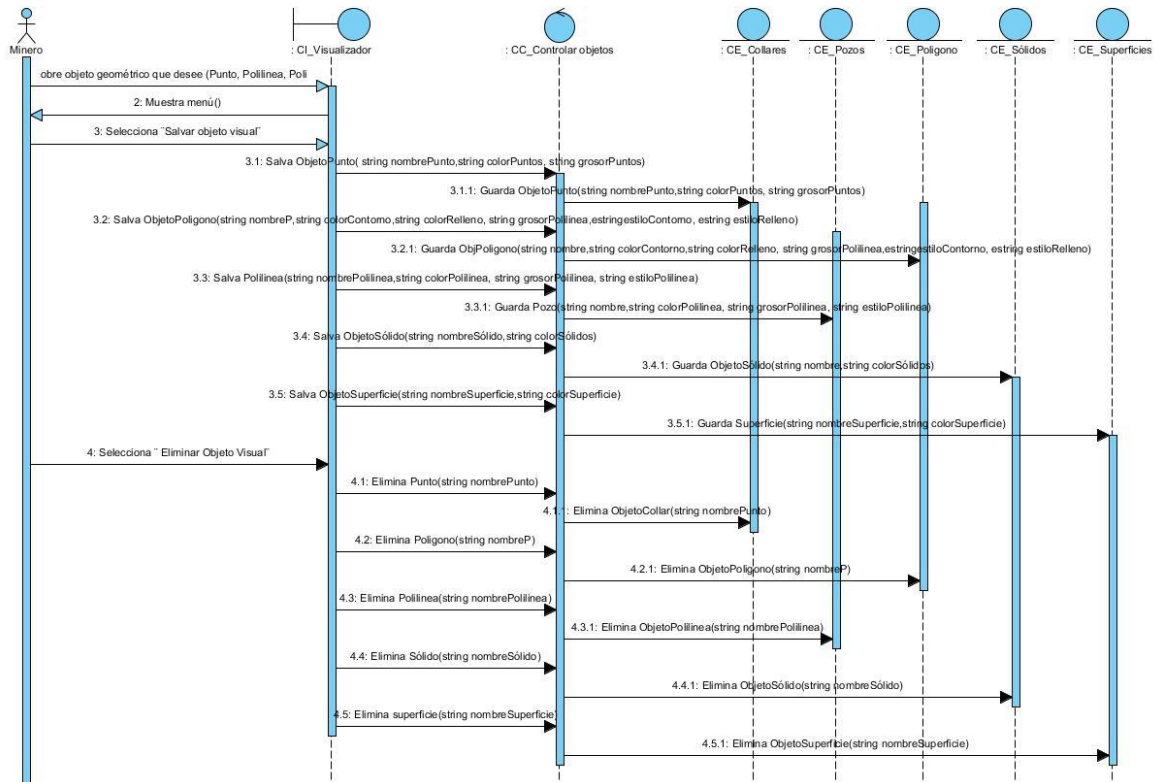 Minero
: CI_Visualizador
: CC_Controlar objetos
: CE_Collares
: CE_Pozos
: CE_Poligono
: CE_Sólidos
: CE_Superficies
obre objeto geométrico que desee (Punto, Polilinea, Poli
2: Muestra menú()
3: Selecciona ¨Salvar objeto visual¨
3.1: Salva ObjetoPunto( string nombrePunto,string colorPuntos, string grosorPuntos)
3.1.1: Guarda ObjetoPunto(string nombrePunto,string colorPuntos, string grosorPuntos)
3.2: Salva ObjetoPoligono(string nombreP,string colorContorno,string colorRelleno, string grosorPolilinea,estringestiloContorno, estring estiloRelleno)
3.2.1: Guarda ObjPoligono(string nombre,string colorContorno,string colorRelleno, string grosorPolilinea,estringestiloContorno, estring estiloRelleno)
3.3: Salva Polilinea(string nombrePolilinea,string colorPolilinea, string grosorPolilinea, string estiloPolilinea)
3.3.1: Guarda Pozo(string nombre,string colorPolilinea, string grosorPolilinea, string estiloPolilinea)
3.4: Salva ObjetoSólido(string nombreSólido,string colorSólidos)
3.4.1: Guarda ObjetoSólido(string nombre,string colorSólidos)
3.5: Salva ObjetoSuperficie(string nombreSuperficie,string colorSuperficie)
3.5.1: Guarda Superficie(string nombreSuperficie,string colorSuperficie)
4: Selecciona ¨ Eliminar Objeto Visual¨
4.1: Elimina Punto(string nombrePunto)
4.1.1: Elimina ObjetoCollar(string nombrePunto)
4.2: Elimina Poligono(string nombreP)
4.2.1: Elimina ObjetoPoligono(string nombreP)
4.3: Elimina Polilinea(string nombrePolilinea)
4.3.1: Elimina ObjetoPolilinea(string nombrePolilinea)
4.4: Elimina Sólido(string nombreSólido)
4.4.1: Elimina ObjetoSólido(string nombreSólido)
4.5: Elimina superficie(string nombreSuperficie)
4.5.1: Elimina ObjetoSuperficie(string nombreSuperficie)